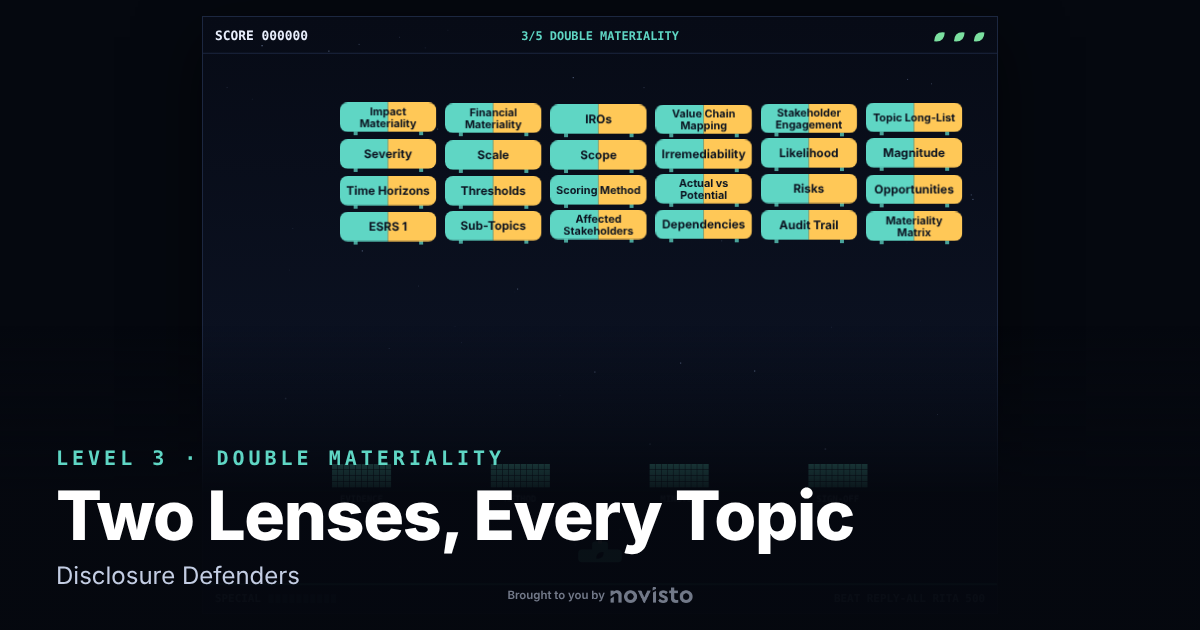 SCORE 000000
3/5 DOUBLE MATERIALITY
Impact
Materiality
Financial
Materiality
IROs
Value Chain
Mapping
Stakeholder
Engagement
Topic Long-List
Severity
Scale
Scope
Irremediability
Likelihood
Magnitude
Time Horizons
Thresholds
Scoring Method
Actual vs
Potential
Risks
Opportunities
ESRS 1
Sub-Topics
Affected
Stakeholders
Dependencies
Audit Trail
Materiality
Matrix
LEVEL 3 · DOUBLE MATERIALITY
Two Lenses, Every Topic
Disclosure Defenders
Brought to you by novisto